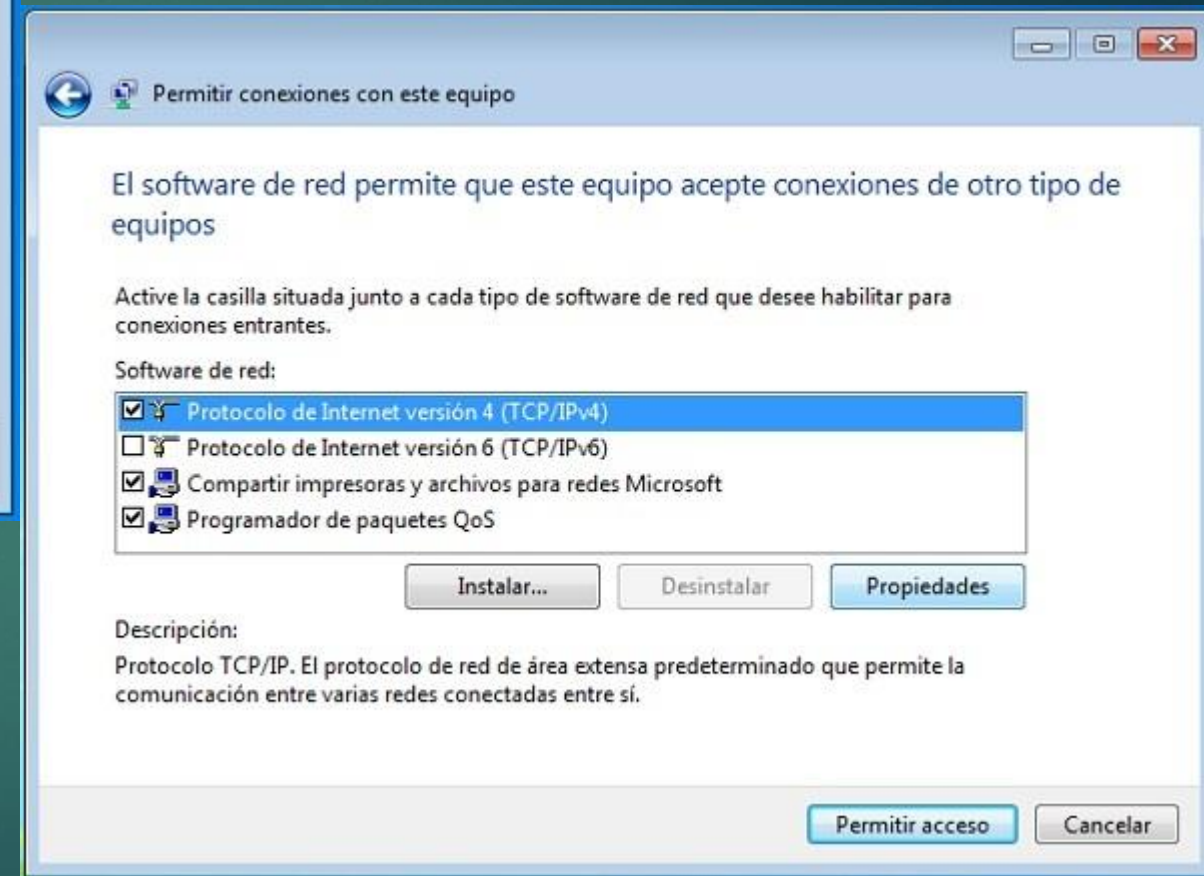 Permitir conexiones con este equipo
El software de red permite que este equipo acepte conexiones de otro tipo de
equipos
Active la casilla situada junto a cada tipo de software de red que desee habilitar para
conexiones entrantes.
Software de red:
Protocolo de Internet versión 4 (TCP/IPv4)
Protocolo de Internet versión 6 (TCP/IPv6)
Compartir impresoras y archivos para redes Microsoft
Programador de paquetes QoS
Instalar... Desinstalar Propiedades
Descripción:
Protocolo TCP/IP. El protocolo de red de área extensa predeterminado que permite la
comunicación entre varias redes conectadas entre sí.
Permitir acceso Cancelar